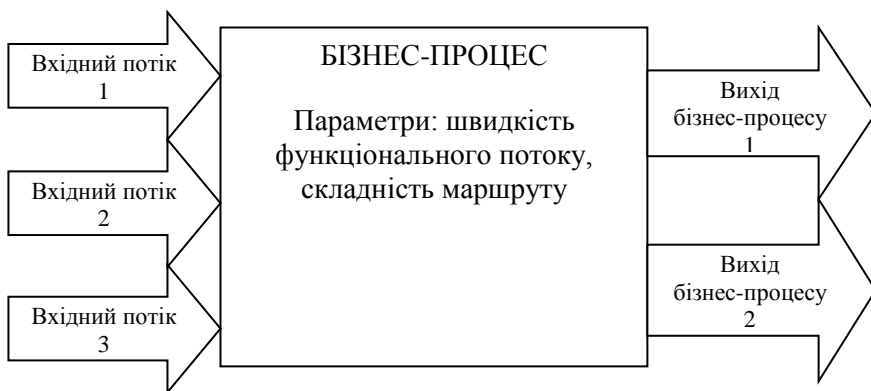 Вхідний потік
1
Вхідний потік
2
Вхідний потік
3
БІЗНЕС-ПРОЦЕС
Параметри: швидкість
функціонального потоку,
складність маршруту
Вихід
бізнес-процесу
1
Вихід
бізнес-процесу
2